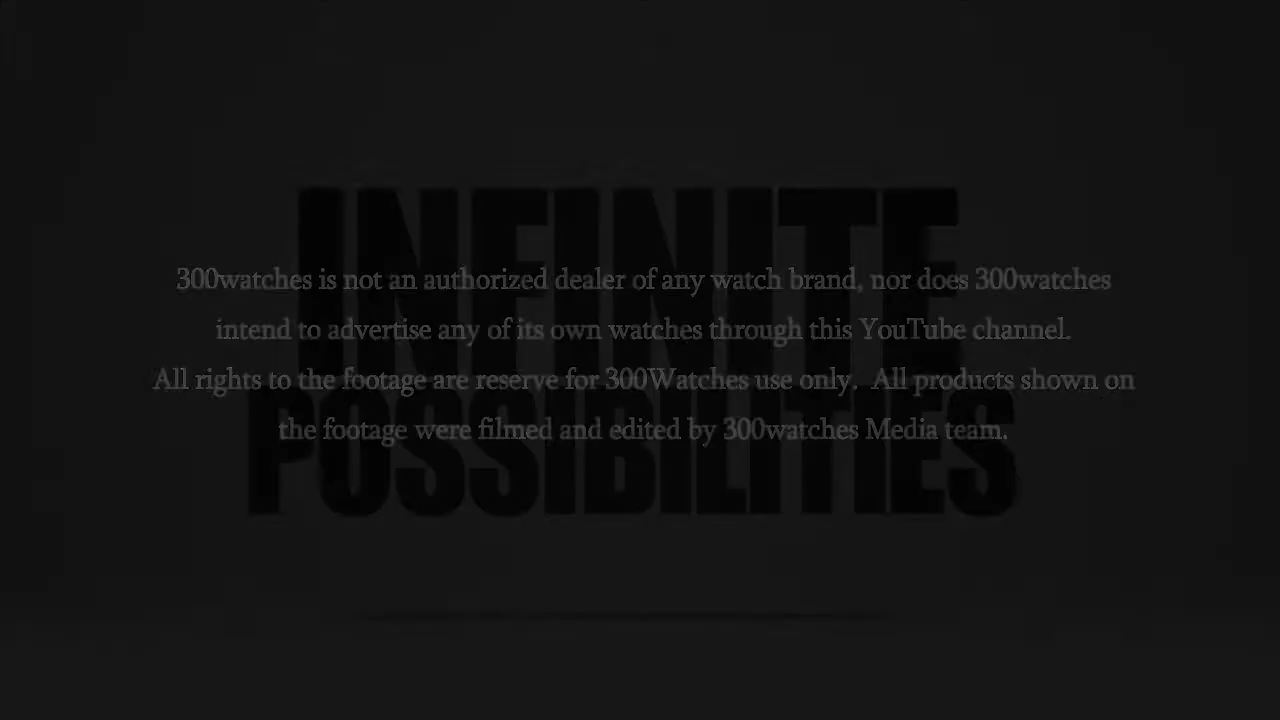 INFINITE
POSSIBILITIES
300watches is not an authorized dealer of any watch brand, nor does 300watches
intend to advertise any of its own watches through this YouTube channel.
All rights to the footage are reserve for 300Watches use only. All products shown on
the footage were filmed and edited by 300watches Media team.